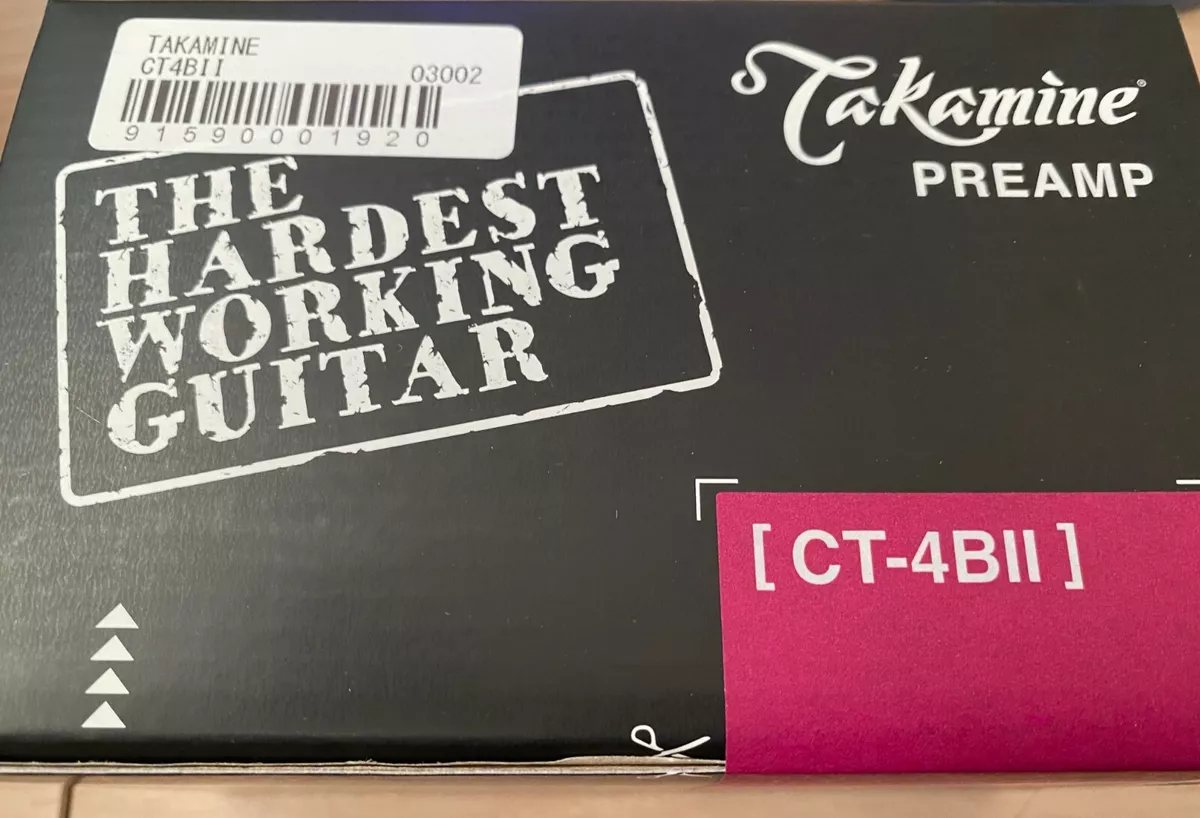 TAKAMINE
CT4BII
03002
91590001920
THE
HARDEST
WORKING
GUITAR
Takamine®
PREAMP
[ CT-4BII ]